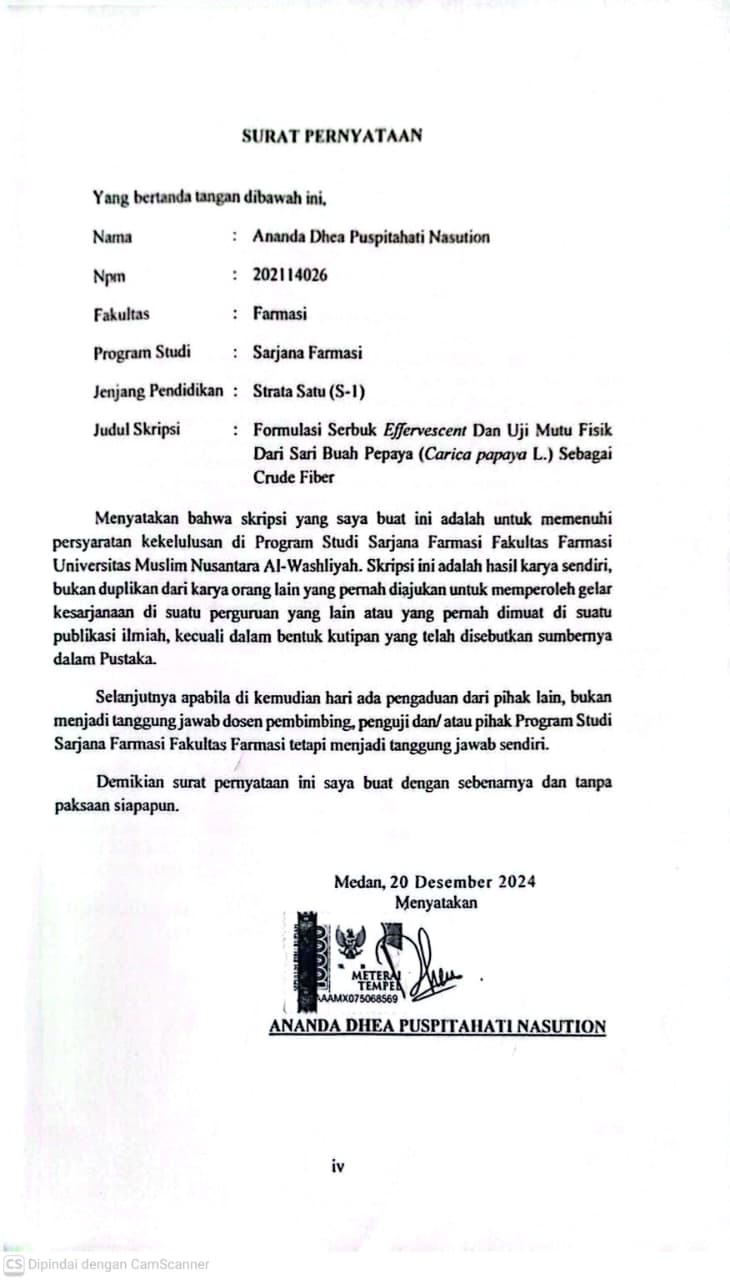 SURAT PERNYATAAN
Yang bertanda tangan dibawah ini,
Nama : Ananda Dhea Puspitahati Nasution
Npm : 202114026
Fakultas : Farmasi
Program Studi : Sarjana Farmasi
Jenjang Pendidikan : Strata Satu (S-1)
Judul Skripsi : Formulasi Serbuk Effervescent Dan Uji Mutu Fisik
Dari Sari Buah Pepaya (Carica papaya L.) Sebagai
Crude Fiber
Menyatakan bahwa skripsi yang saya buat ini adalah untuk memenuhi
persyaratan kekelulusan di Program Studi Sarjana Farmasi Fakultas Farmasi
Universitas Muslim Nusantara Al-Washliyah. Skripsi ini adalah hasil karya sendiri,
bukan duplikan dari karya orang lain yang pernah diajukan untuk memperoleh gelar
kesarjanaan di suatu perguruan yang lain atau yang pernah dimuat di suatu
publikasi ilmiah, kecuali dalam bentuk kutipan yang telah disebutkan sumbernya
dalam Pustaka.
Selanjutnya apabila di kemudian hari ada pengaduan dari pihak lain, bukan
menjadi tanggung jawab dosen pembimbing, penguji dan/ atau pihak Program Studi
Sarjana Farmasi Fakultas Farmasi tetapi menjadi tanggung jawab sendiri.
Demikian surat pernyataan ini saya buat dengan sebenarnya dan tanpa
paksaan siapapun.
Medan, 20 Desember 2024
Menyatakan
METERAI
TEMPEL
AAMX075068569
ANANDA DHEA PUSPITAHATI NASUTION
iv
CS Dipindai dengan CamScanner